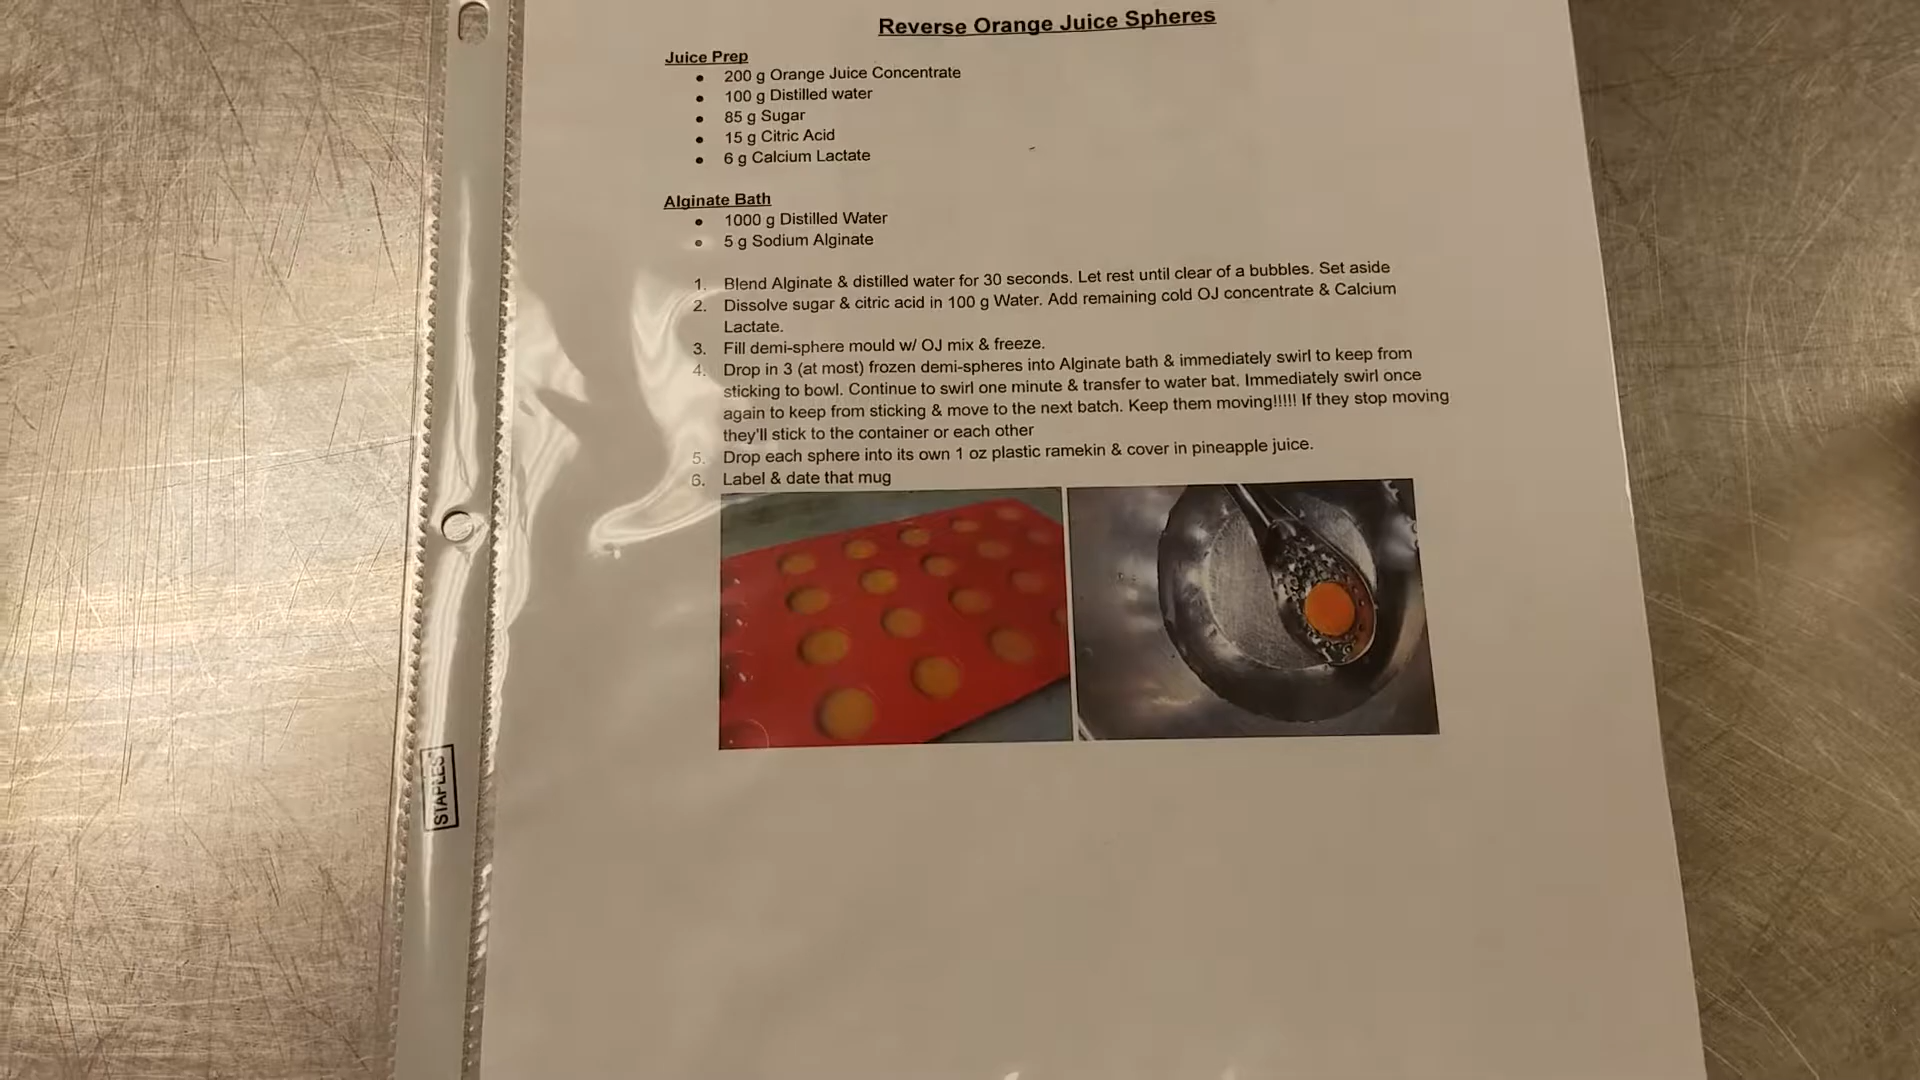 Reverse Orange Juice Spheres
Juice Prep
● 200 g Orange Juice Concentrate
● 100 g Distilled water
● 85 g Sugar
● 15 g Citric Acid
● 6 g Calcium Lactate
Alginate Bath
● 1000 g Distilled Water
● 5 g Sodium Alginate
1. Blend Alginate & distilled water for 30 seconds. Let rest until clear of a bubbles. Set aside
2. Dissolve sugar & citric acid in 100 g Water. Add remaining cold OJ concentrate & Calcium
Lactate.
3. Fill demi-sphere mould w/ OJ mix & freeze.
4. Drop in 3 (at most) frozen demi-spheres into Alginate bath & immediately swirl to keep from
sticking to bowl. Continue to swirl one minute & transfer to water bat. Immediately swirl once
again to keep from sticking & move to the next batch. Keep them moving!!!!! If they stop moving
they'll stick to the container or each other
5. Drop each sphere into its own 1 oz plastic ramekin & cover in pineapple juice.
6. Label & date that mug
STAPLES